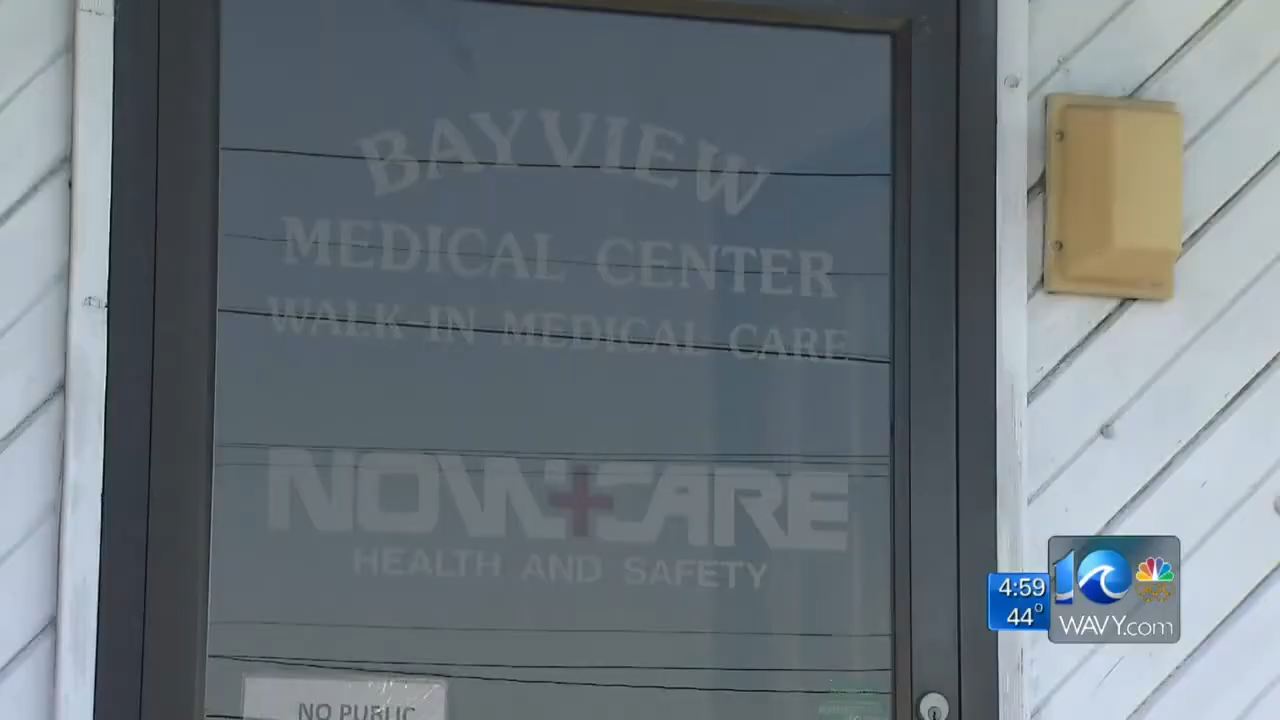 BAYVIEW
MEDICAL CENTER
WALK-IN MEDICAL CARE
NOW+CARE
HEALTH AND SAFETY
NO PUBLIC
4:59
44°
10
WAVY.com